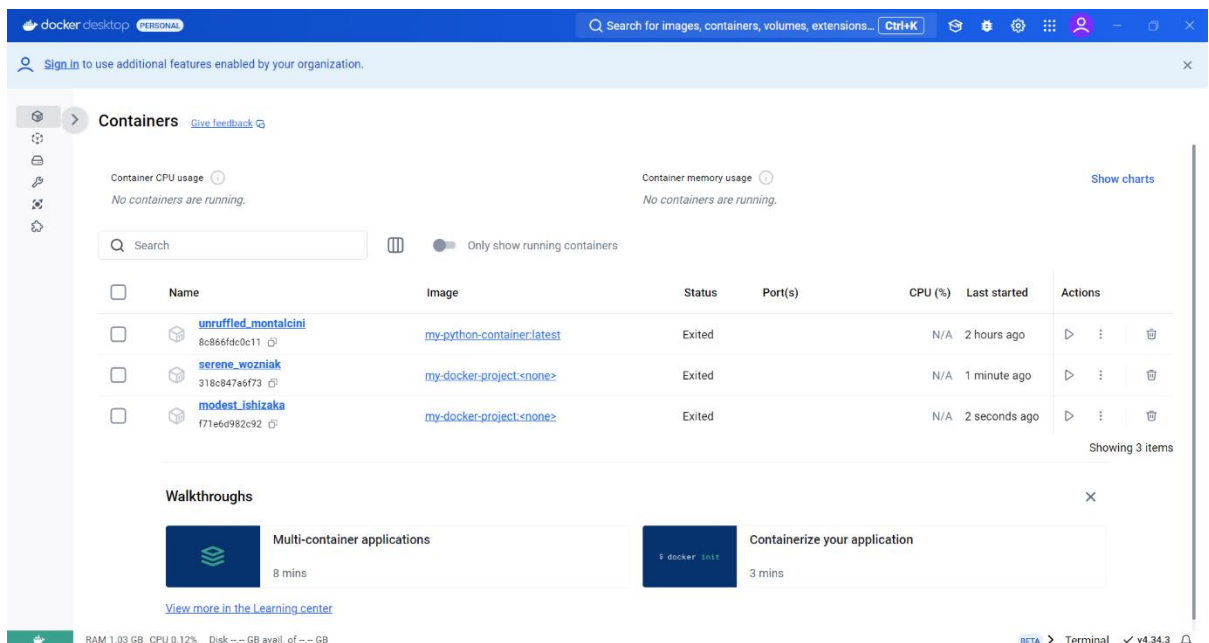 docker desktop PERSONAL Search for images, containers, volumes, extensions... Ctrl+K
Sign in to use additional features enabled by your organization.
Containers Give feedback
Container CPU usage Container memory usage Show charts
No containers are running. No containers are running.
Search Only show running containers
Name Image Status Port(s) CPU (%) Last started Actions
unruffled_montalcini
8c866fdc0c11 my-python-container:latest Exited N/A 2 hours ago
serene_wozniak
318c847a6f73 my-docker-project:<none> Exited N/A 1 minute ago
modest_ishizaka
f71e6d982c92 my-docker-project:<none> Exited N/A 2 seconds ago
Showing 3 items
Walkthroughs
Multi-container applications
8 mins
$ docker init
Containerize your application
3 mins
View more in the Learning center
RAM 1.03 GB CPU 0.12% Disk --.-- GB avail. of --.-- GB BETA Terminal v4.34.3